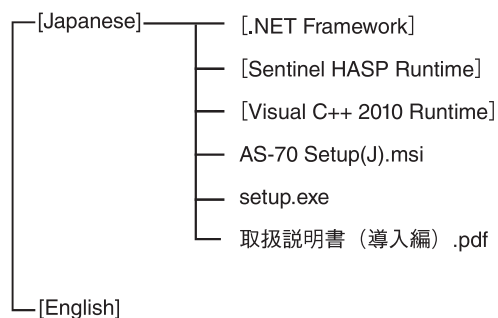 [Japanese] [.NET Framework]
[Sentinel HASP Runtime]
[Visual C++ 2010 Runtime]
AS-70 Setup(J).msi
setup.exe
取扱説明書（導入編）.pdf
[English]